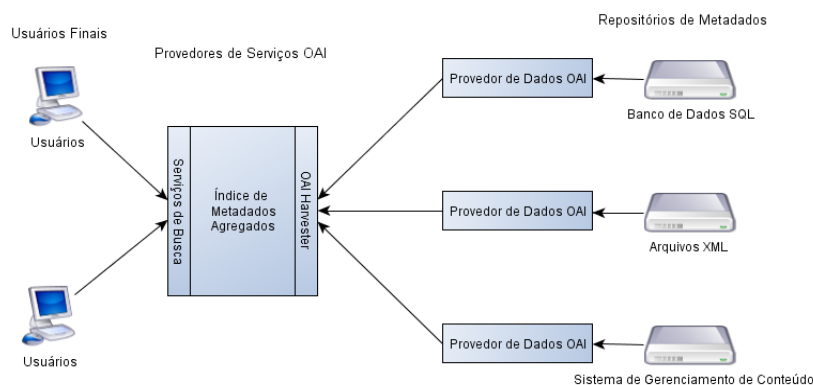 Usuários Finais
Usuários
Usuários
Provedores de Serviços OAI
Serviços de Busca
Índice de
Metadados
Agregados
OAI Harvester
Provedor de Dados OAI
Provedor de Dados OAI
Provedor de Dados OAI
Repositórios de Metadados
Banco de Dados SQL
Arquivos XML
Sistema de Gerenciamento de Conteúdo